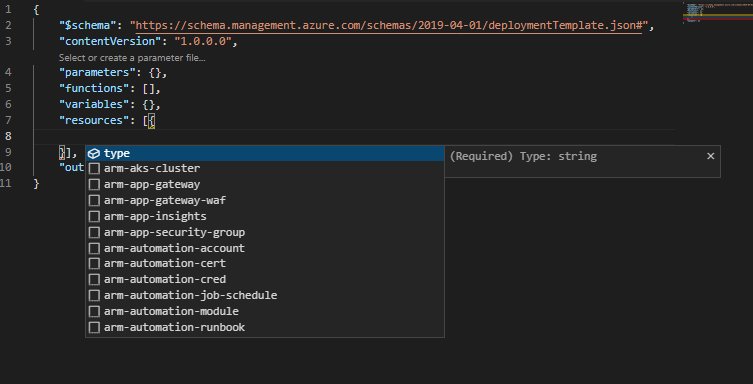 1 {
2 "$schema": "https://schema.management.azure.com/schemas/2019-04-01/deploymentTemplate.json#",
3 "contentVersion": "1.0.0.0",
Select or create a parameter file...
4 "parameters": {},
5 "functions": [],
6 "variables": {},
7 "resources": [{
8
9 }],
10 "out
11 }
type
(Required) Type: string ×
arm-aks-cluster
arm-app-gateway
arm-app-gateway-waf
arm-app-insights
arm-app-security-group
arm-automation-account
arm-automation-cert
arm-automation-cred
arm-automation-job-schedule
arm-automation-module
arm-automation-runbook